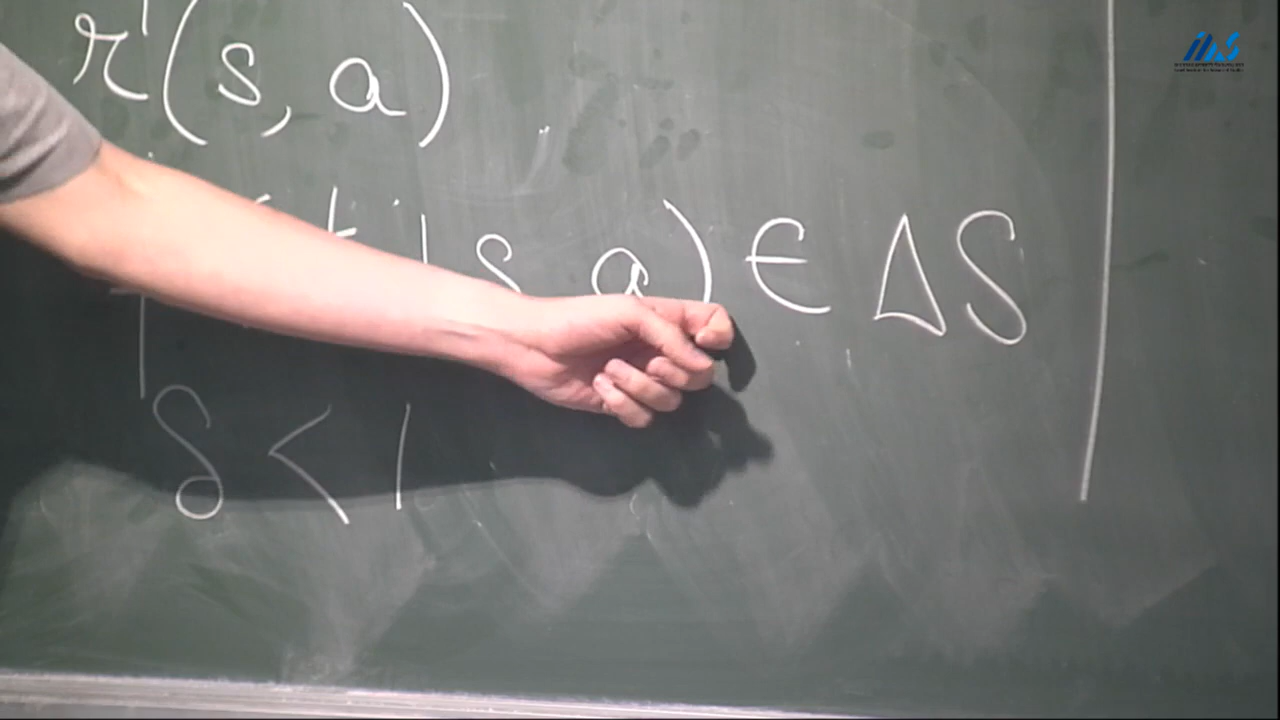 r'(s, a)
t | s, a) ∈ ΔS
δ < 1